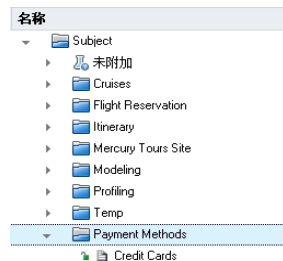 名称
Subject
未附加
Cruises
Flight Reservation
Itinerary
Mercury Tours Site
Modeling
Profiling
Temp
Payment Methods
Credit Cards